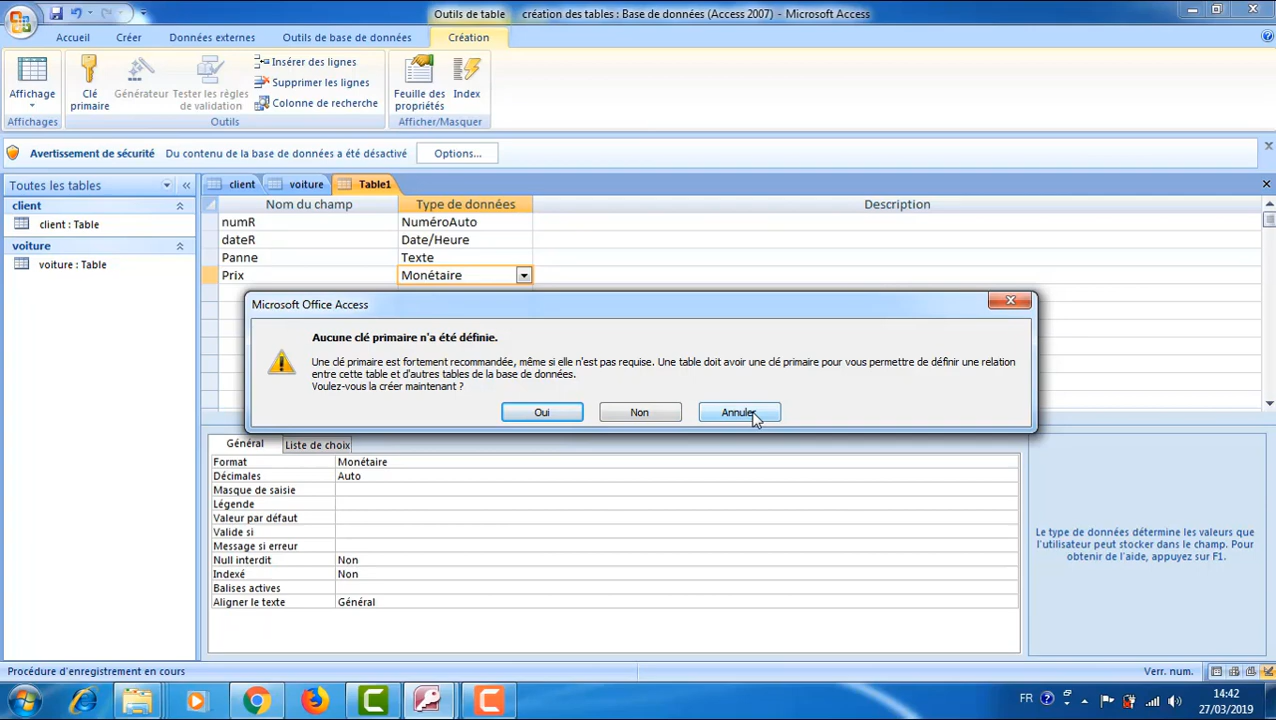 Outils de table
création des tables : Base de données (Access 2007) - Microsoft Access
Accueil Créer Données externes Outils de base de données Création
Affichage
Affichages
Clé primaire
Générateur
Tester les règles de validation
Insérer des lignes
Supprimer les lignes
Colonne de recherche
Outils
Feuille des propriétés
Index
Afficher/Masquer
Avertissement de sécurité Du contenu de la base de données a été désactivé Options...
Toutes les tables
client
client : Table
voiture
voiture : Table
client voiture Table1
Nom du champ Type de données Description
numR NuméroAuto
dateR Date/Heure
Panne Texte
Prix Monétaire
Microsoft Office Access
Aucune clé primaire n'a été définie.
Une clé primaire est fortement recommandée, même si elle n'est pas requise. Une table doit avoir une clé primaire pour vous permettre de définir une relation
entre cette table et d'autres tables de la base de données.
Voulez-vous la créer maintenant ?
Oui Non Annuler
Général Liste de choix
Format Monétaire
Décimales Auto
Masque de saisie
Légende
Valeur par défaut
Valide si
Message si erreur
Null interdit Non
Indexé Non
Balises actives
Aligner le texte Général
Le type de données détermine les valeurs que
l'utilisateur peut stocker dans le champ. Pour
obtenir de l'aide, appuyez sur F1.
Procédure d'enregistrement en cours
Verr. num.
FR
14:42
27/03/2019